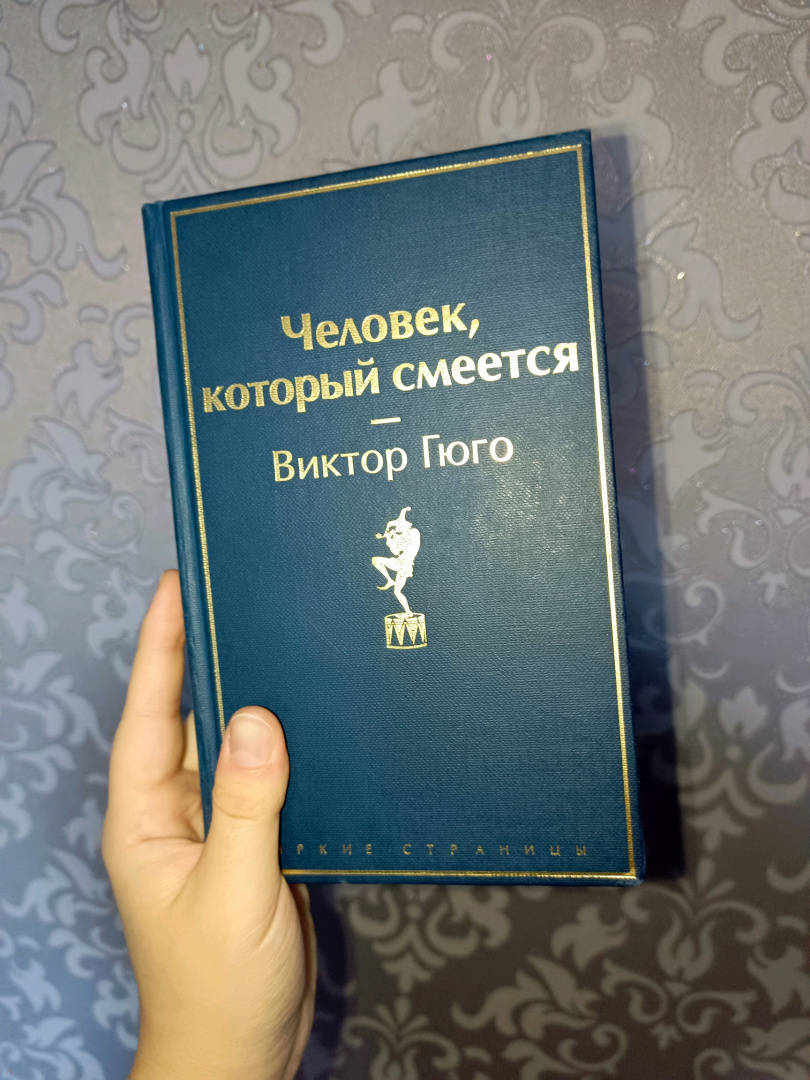 Человек,
который смеется
Виктор Гюго
СТРАНИЦЫ